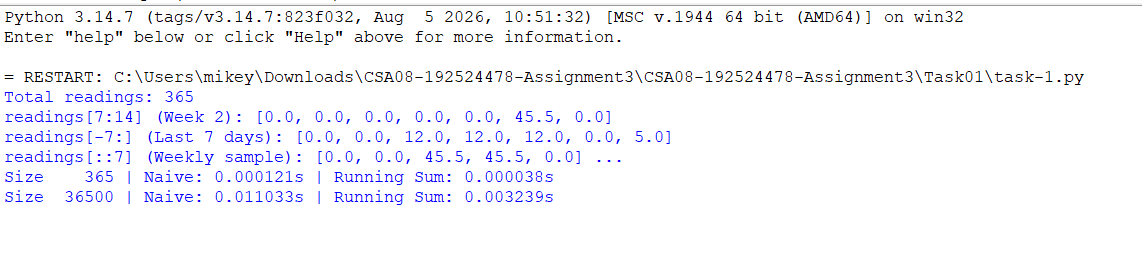 Python 3.14.7 (tags/v3.14.7:823f032, Aug  5 2026, 10:51:32) [MSC v.1944 64 bit (AMD64)] on win32
Enter "help" below or click "Help" above for more information.
= RESTART: C:\Users\mikey\Downloads\CSA08-192524478-Assignment3\CSA08-192524478-Assignment3\Task01\task-1.py
Total readings: 365
readings[7:14] (Week 2): [0.0, 0.0, 0.0, 0.0, 0.0, 45.5, 0.0]
readings[-7:] (Last 7 days): [0.0, 0.0, 12.0, 12.0, 12.0, 0.0, 5.0]
readings[::7] (Weekly sample): [0.0, 0.0, 45.5, 45.5, 0.0] ...
Size    365 | Naive: 0.000121s | Running Sum: 0.000038s
Size  36500 | Naive: 0.011033s | Running Sum: 0.003239s